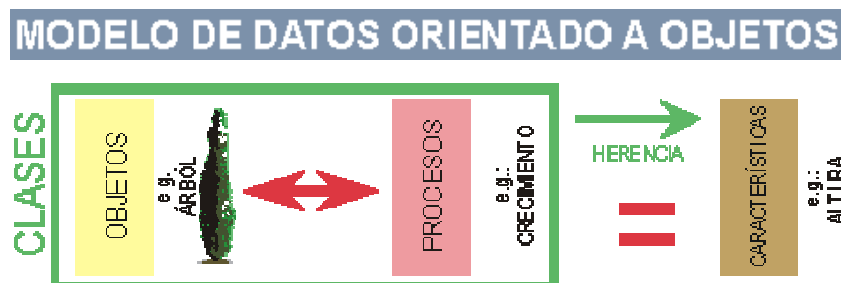 MODELO DE DATOS ORIENTADO A OBJETOS
CLASES
OBJETOS
e g.
ÁRBÓL
PROCESOS
e.g.:
CRECIMIENTO
HERENCIA
CARACTERÍSTICAS
e.g.: